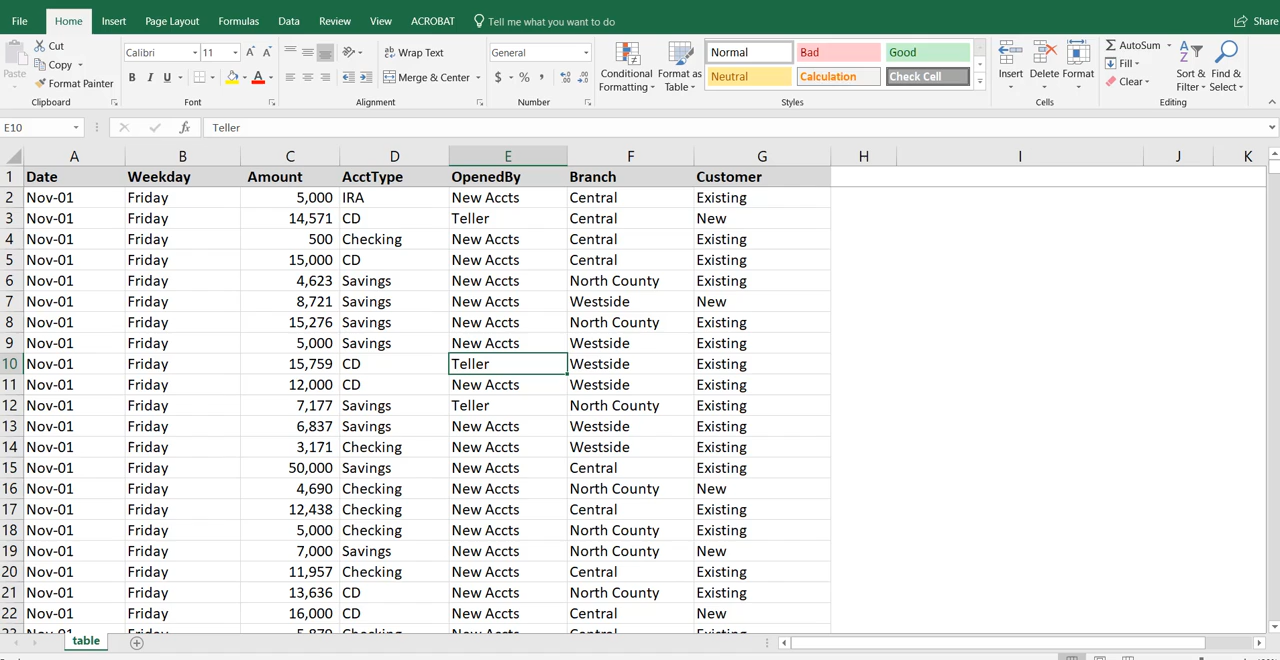 File Home Insert Page Layout Formulas Data Review View ACROBAT Tell me what you want to do Share
Paste Cut Copy Format Painter Clipboard
Calibri 11 A A B I U A Font
ab Wrap Text Merge & Center Alignment
General $ % , Number
Conditional Formatting Format as Table Normal Bad Good Neutral Calculation Check Cell Styles
Insert Delete Format Cells
AutoSum Fill Clear Sort & Filter Find & Select Editing
E10 fx Teller
A B C D E F G H I J K
1 Date Weekday Amount AcctType OpenedBy Branch Customer
2 Nov-01 Friday 5,000 IRA New Accts Central Existing
3 Nov-01 Friday 14,571 CD Teller Central New
4 Nov-01 Friday 500 Checking New Accts Central Existing
5 Nov-01 Friday 15,000 CD New Accts Central Existing
6 Nov-01 Friday 4,623 Savings New Accts North County Existing
7 Nov-01 Friday 8,721 Savings New Accts Westside New
8 Nov-01 Friday 15,276 Savings New Accts North County Existing
9 Nov-01 Friday 5,000 Savings New Accts Westside Existing
10 Nov-01 Friday 15,759 CD Teller Westside Existing
11 Nov-01 Friday 12,000 CD New Accts Westside Existing
12 Nov-01 Friday 7,177 Savings Teller North County Existing
13 Nov-01 Friday 6,837 Savings New Accts Westside Existing
14 Nov-01 Friday 3,171 Checking New Accts Westside Existing
15 Nov-01 Friday 50,000 Savings New Accts Central Existing
16 Nov-01 Friday 4,690 Checking New Accts North County New
17 Nov-01 Friday 12,438 Checking New Accts Central Existing
18 Nov-01 Friday 5,000 Checking New Accts North County Existing
19 Nov-01 Friday 7,000 Savings New Accts North County New
20 Nov-01 Friday 11,957 Checking New Accts Central Existing
21 Nov-01 Friday 13,636 CD New Accts North County Existing
22 Nov-01 Friday 16,000 CD New Accts Central New
23 Nov-01 Friday 5,879 Checking New Accts Central Existing
table